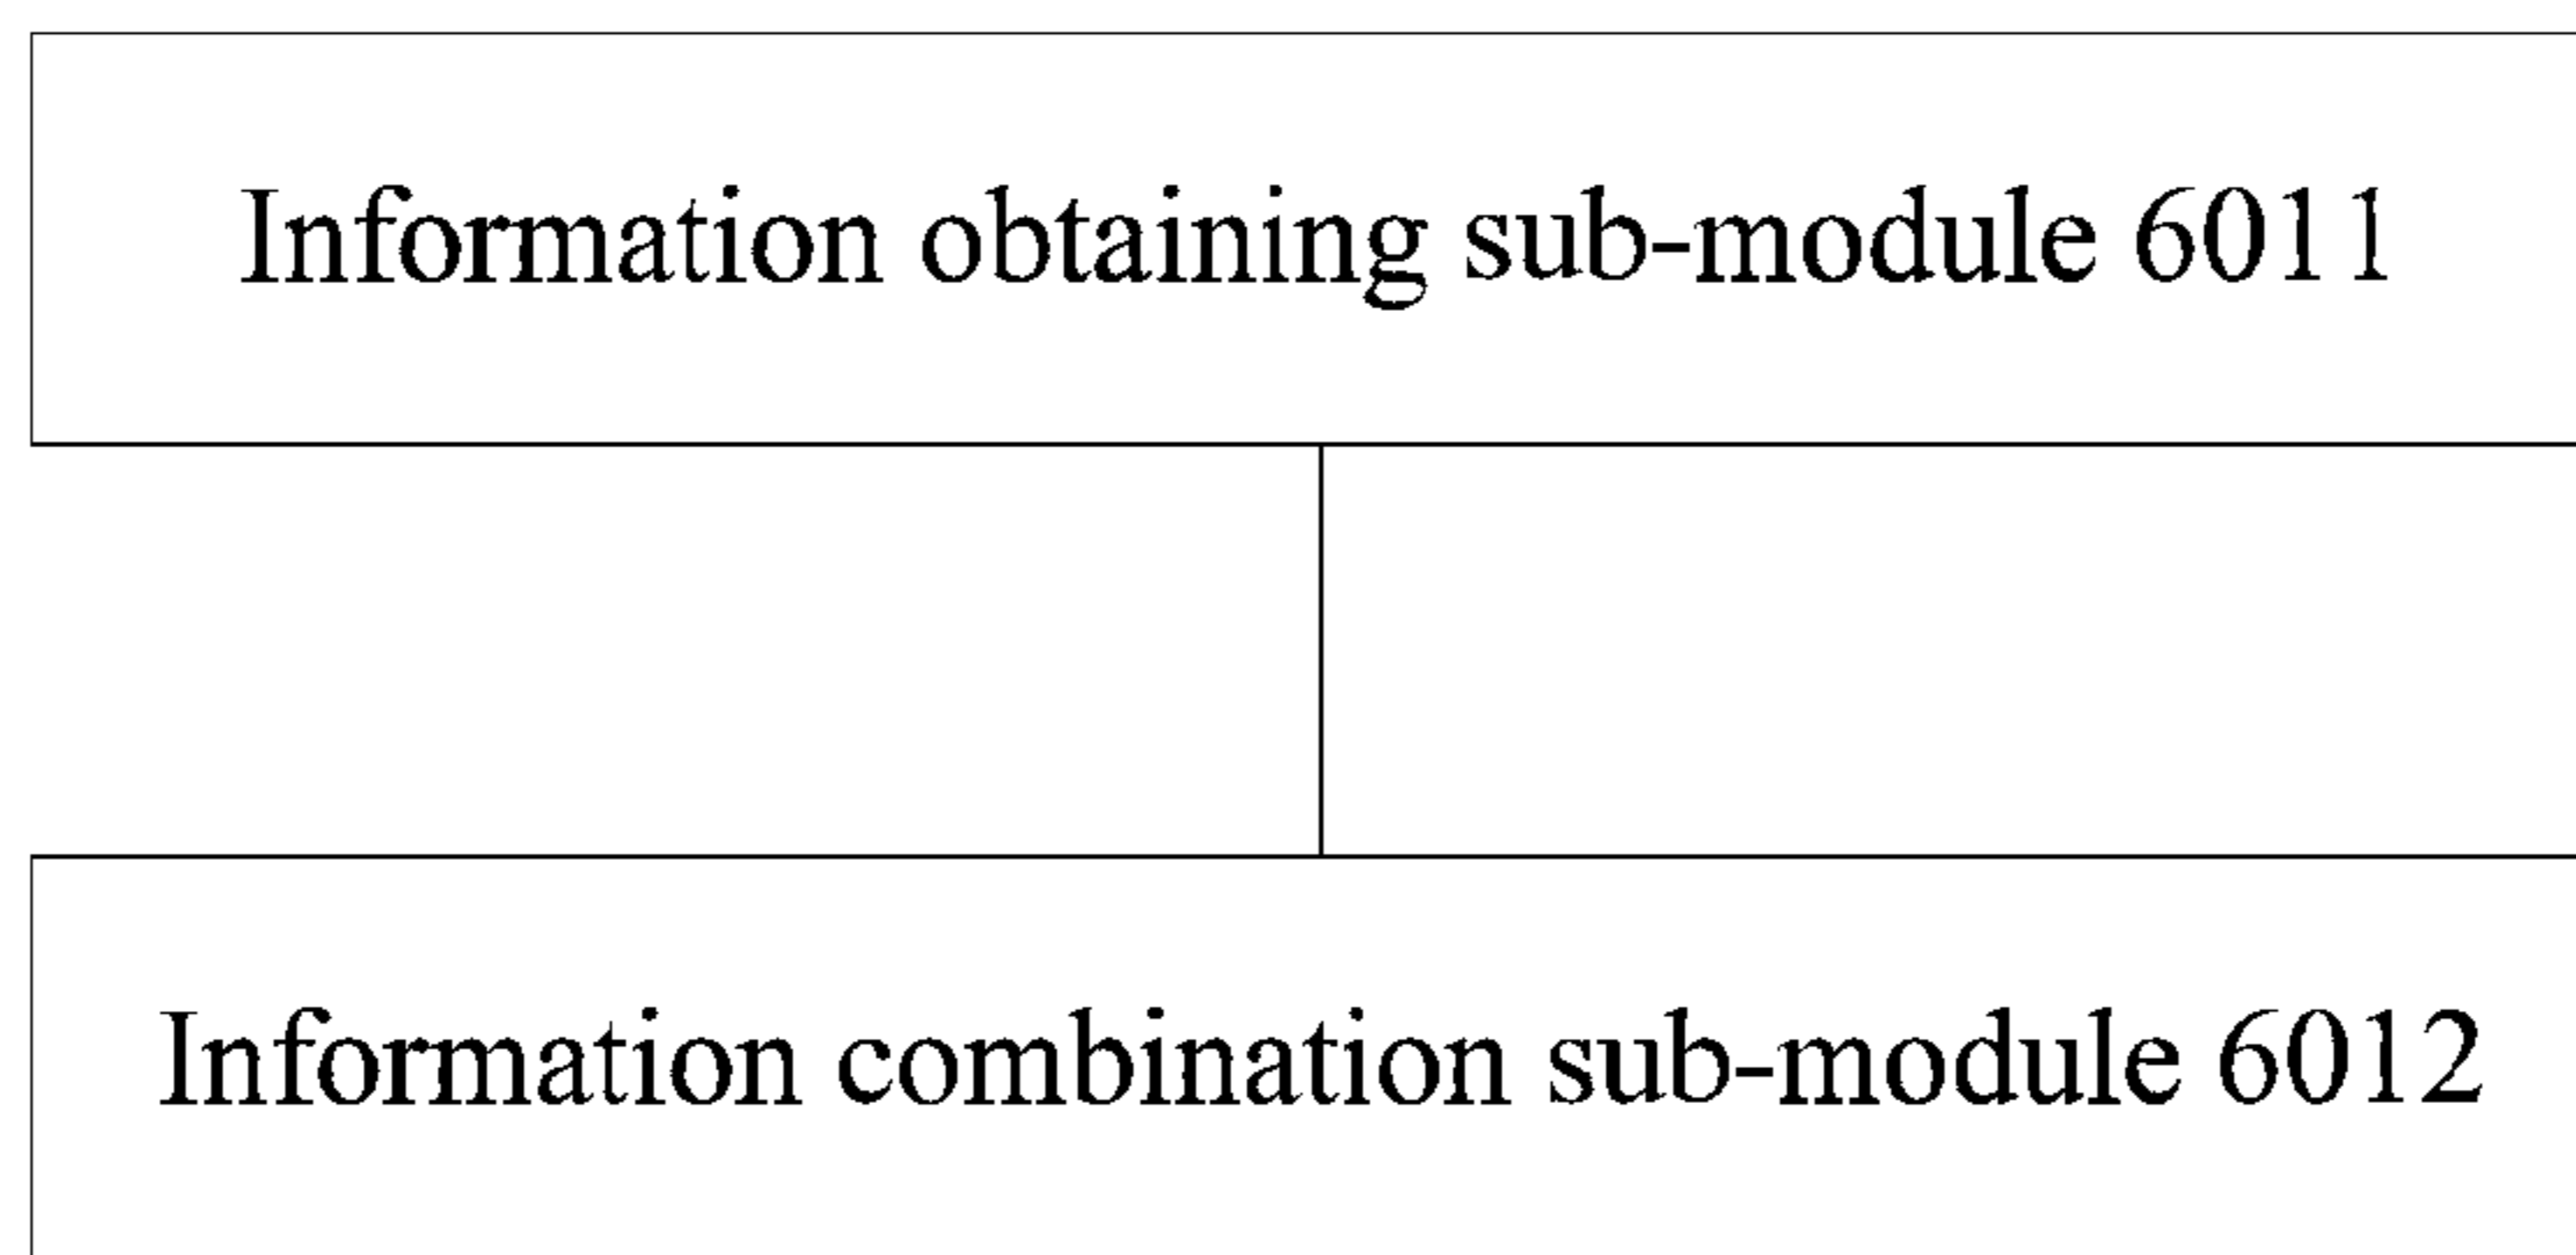 Information obtaining sub-module 6011
Information combination sub-module 6012